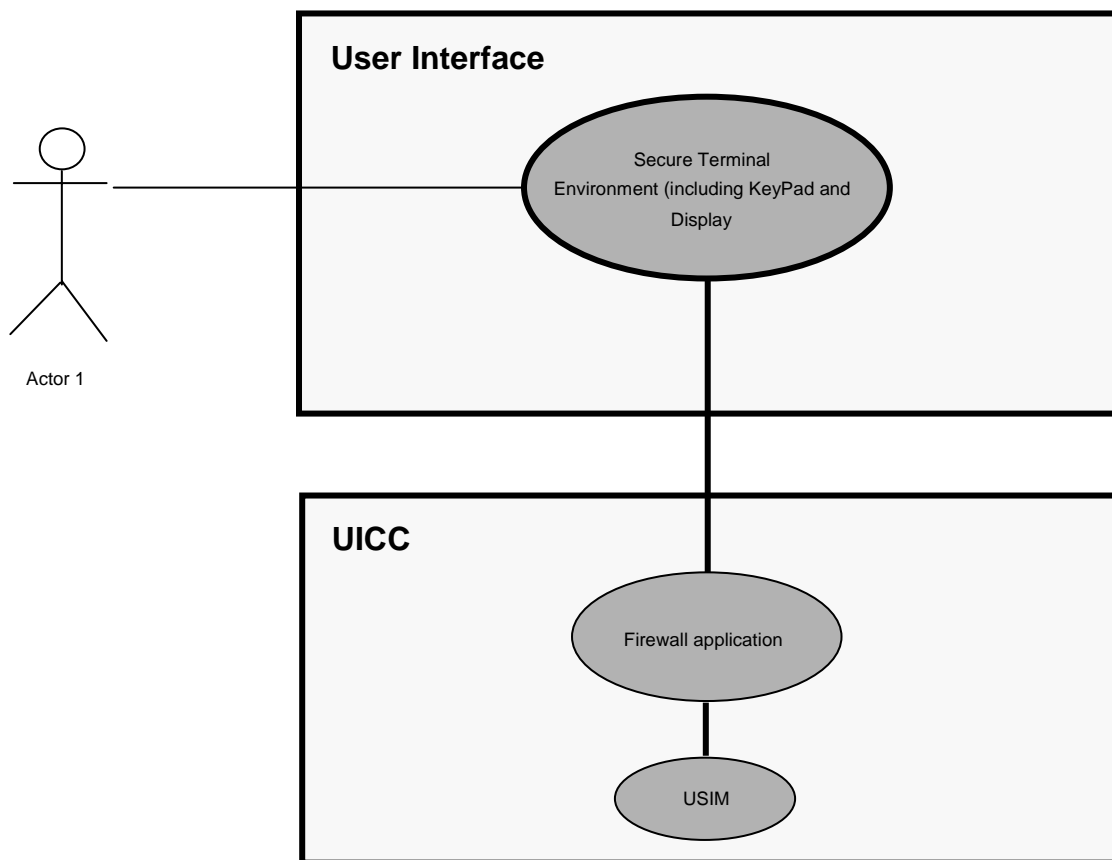 User Interface
Secure Terminal
Environment (including KeyPad and
Display
Actor 1
UICC
Firewall application
USIM